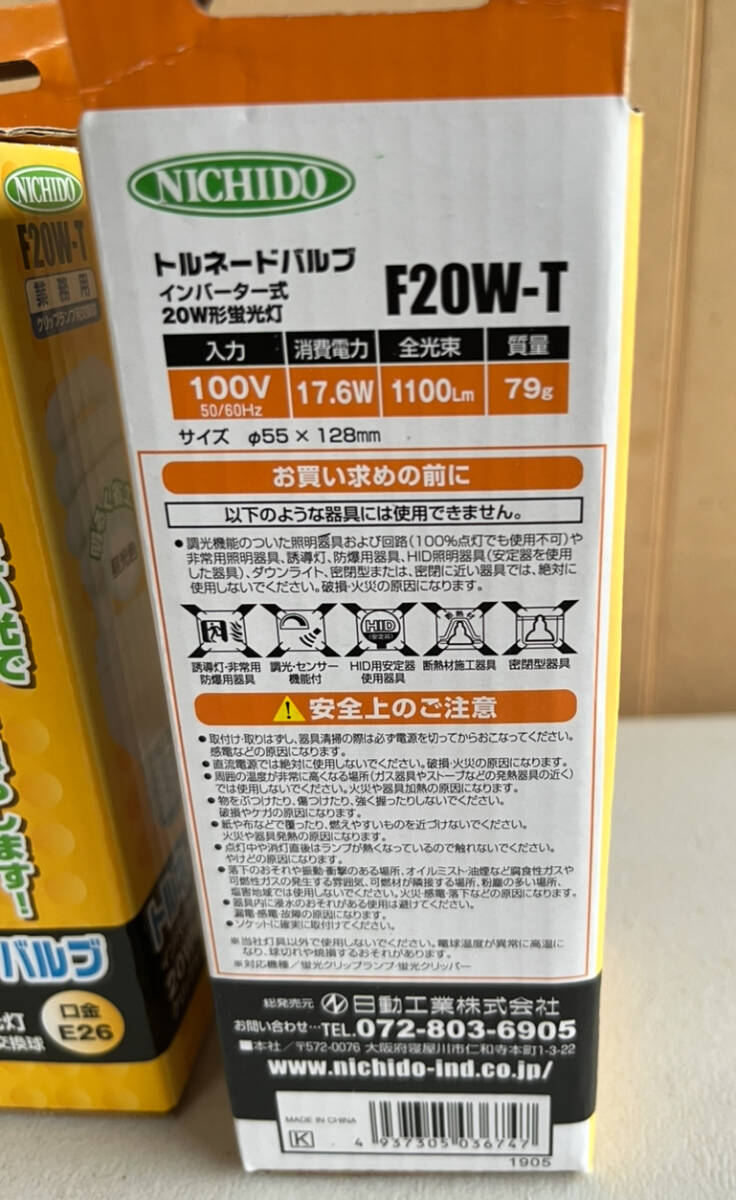 NICHIDO
F20W-T
業務用
クリップランプ用交換球
バルブ
口金
E26
交換球
NICHIDO
トルネードバルブ
インバーター式
20W形蛍光灯
F20W-T
入力 消費電力 全光束 質量
100V 50/60Hz 17.6W 1100Lm 79g
サイズ φ55×128mm
お買い求めの前に
以下のような器具には使用できません。
●調光機能のついた照明器具および回路(100%点灯でも使用不可)や
非常用照明器具、誘導灯、防爆用器具、HID照明器具(安定器を使用
した器具)、ダウンライト、密閉型または、密閉に近い器具では、絶対に
使用しないでください。破損・火災の原因になります。
HID
(安定器)
断熱材
誘導灯・非常用 調光・センサー HID用安定器 断熱材施工器具 密閉型器具
防爆用器具 機能付 使用器具
安全上のご注意
●取付け・取りはずし、器具清掃の際は必ず電源を切ってからおこなってください。
感電などの原因になります。
●直流電源では絶対に使用しないでください。破損・火災の原因になります。
●周囲の温度が非常に高くなる場所(ガス器具やストーブなどの発熱器具の近く)
では使用しないでください。火災や器具加熱の原因になります。
●物をぶつけたり、傷つけたり、強く握ったりしないでください。
破損やケガの原因になります。
●紙や布などで覆ったり、燃えやすいものを近づけないでください。
火災や器具発熱の原因になります。
●点灯中や消灯直後はランプが熱くなっているので触れないでください。
やけどの原因になります。
●落下のおそれや振動・衝撃のある場所、オイルミスト・油煙など腐食性ガスや
可燃性ガスの発生する雰囲気、可燃材が隣接する場所、粉塵の多い場所、
塩害地域では使用しないでください。火災・感電・落下などの原因になります。
●器具内に浸水のおそれがある使用は避けてください。
漏電・感電・故障の原因になります。
●ソケットに確実に取付けてください。
※当社灯具以外で使用しないでください。電球温度が異常に高温に
なり、球切れや焼損するおそれがあります。
※対応機種/蛍光クリップランプ・蛍光クリッパー
総発売元 日動工業株式会社
お問い合わせ…TEL.072-803-6905
■本社/〒572-0076 大阪府寝屋川市仁和寺本町1-3-22
www.nichido-ind.co.jp/
MADE IN CHINA
K
4 937305 036747
1905